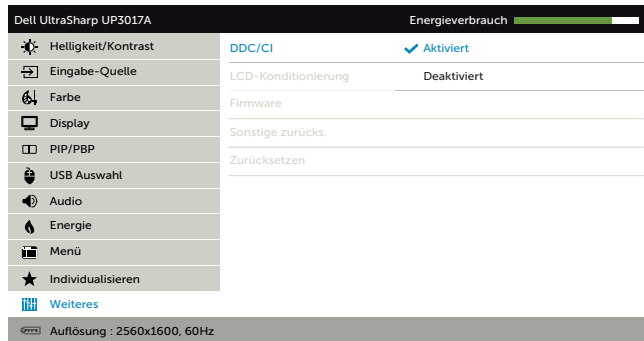 Dell UltraSharp UP3017A
Energieverbrauch
Helligkeit/Kontrast
Eingabe-Quelle
Farbe
Display
PIP/PBP
USB Auswahl
Audio
Energie
Menü
Individualisieren
Weiteres
DDC/CI
LCD-Konditionierung
Firmware
Sonstige zurücks.
Zurücksetzen
Aktiviert
Deaktiviert
Auflösung : 2560x1600, 60Hz